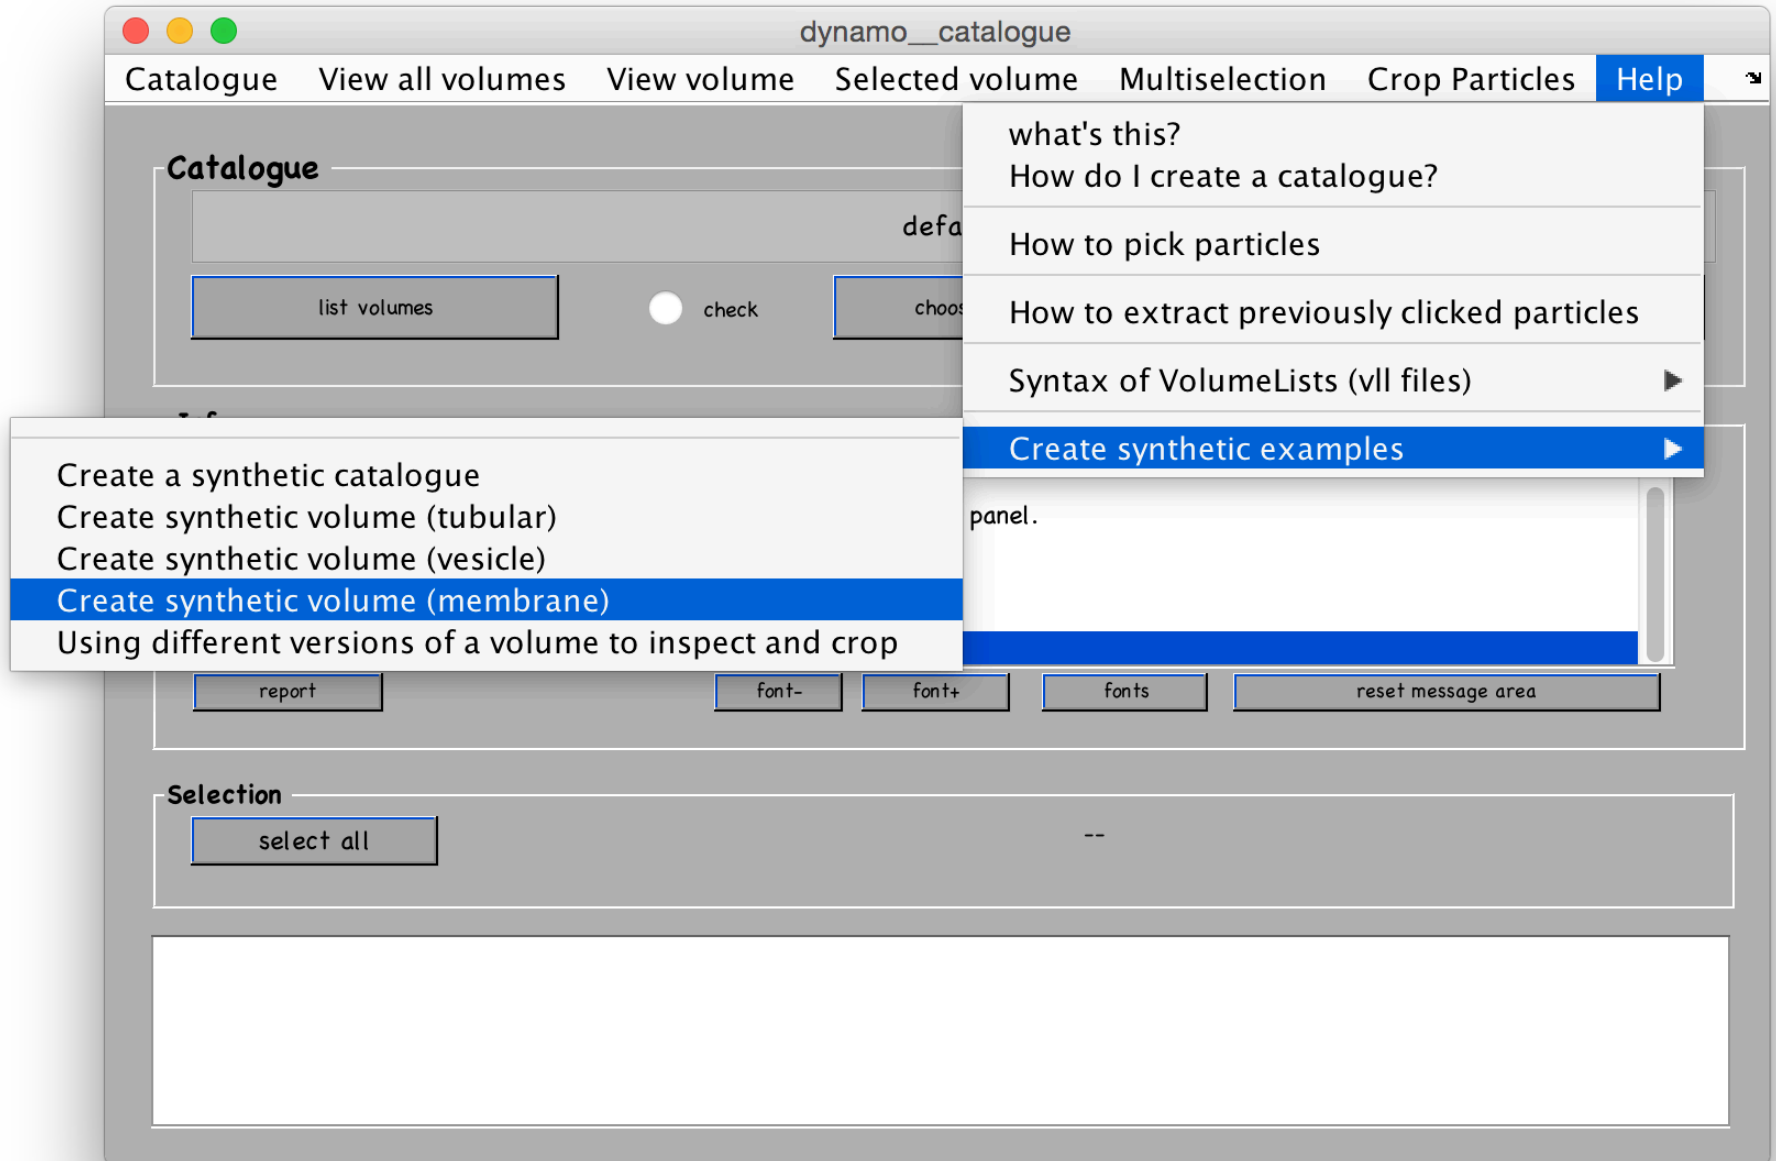 dynamo__catalogue
Catalogue View all volumes View volume Selected volume Multiselection Crop Particles Help
what's this?
How do I create a catalogue?
How to pick particles
How to extract previously clicked particles
Syntax of VolumeLists (vll files)
Create synthetic examples
Create a synthetic catalogue
Create synthetic volume (tubular)
Create synthetic volume (vesicle)
Create synthetic volume (membrane)
Using different versions of a volume to inspect and crop
Catalogue
list volumes check
panel.
report font- font+ fonts reset message area
Selection
select all --